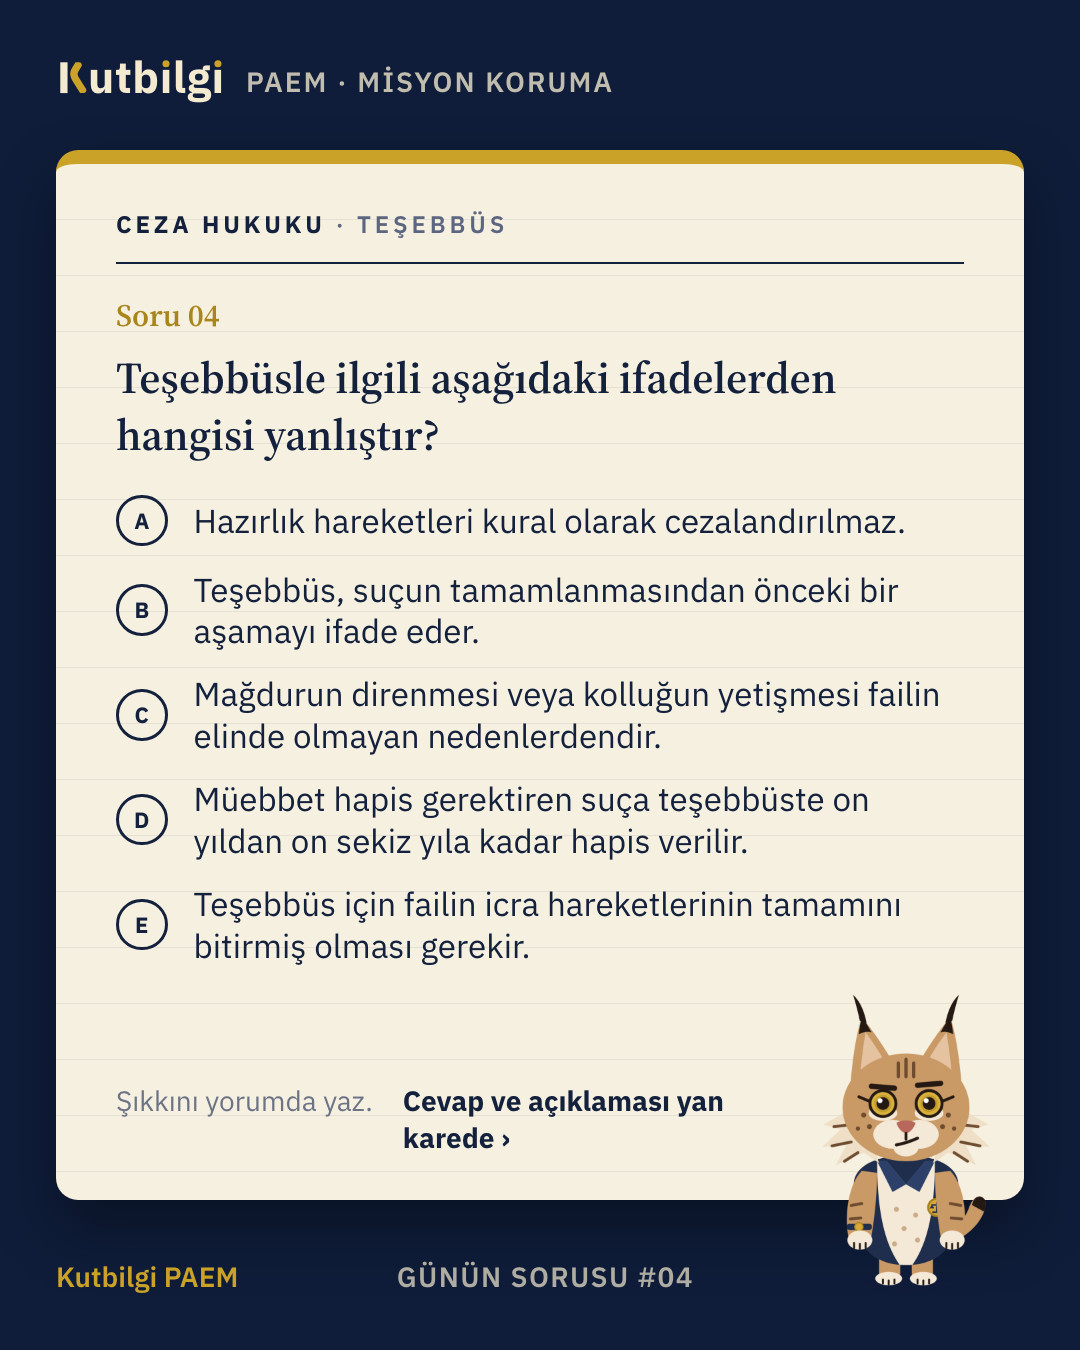 Kutbilgi PAEM · MİSYON KORUMA
CEZA HUKUKU · TEŞEBBÜS
Soru 04
Teşebbüsle ilgili aşağıdaki ifadelerden
hangisi yanlıştır?
A Hazırlık hareketleri kural olarak cezalandırılmaz.
B Teşebbüs, suçun tamamlanmasından önceki bir
aşamayı ifade eder.
C Mağdurun direnmesi veya kolluğun yetişmesi failin
elinde olmayan nedenlerdendir.
D Müebbet hapis gerektiren suça teşebbüste on
yıldan on sekiz yıla kadar hapis verilir.
E Teşebbüs için failin icra hareketlerinin tamamını
bitirmiş olması gerekir.
Şıkkını yorumda yaz. Cevap ve açıklaması yan
karede ›
Kutbilgi PAEM GÜNÜN SORUSU #04